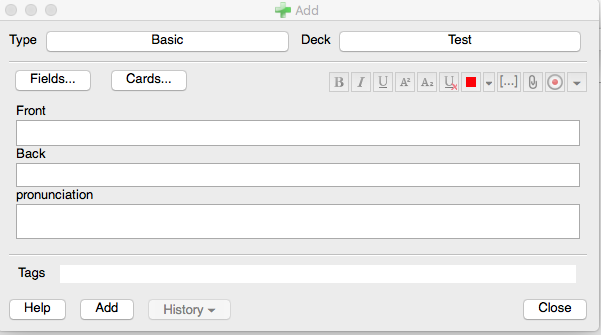 Add
Type Basic Deck Test
Fields... Cards... B I U A² A₂ U [...]
Front
Back
pronunciation
Tags
Help Add History Close